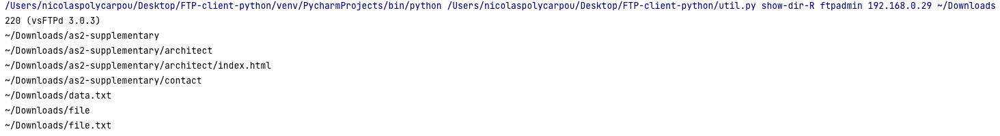 /Users/nicolaspolycarpou/Desktop/FTP-client-python/venv/PycharmProjects/bin/python /Users/nicolaspolycarpou/Desktop/FTP-client-python/util.py show-dir-R ftpadmin 192.168.0.29 ~/Downloads
220 (vsFTPd 3.0.3)
~/Downloads/as2-supplementary
~/Downloads/as2-supplementary/architect
~/Downloads/as2-supplementary/architect/index.html
~/Downloads/as2-supplementary/contact
~/Downloads/data.txt
~/Downloads/file
~/Downloads/file.txt